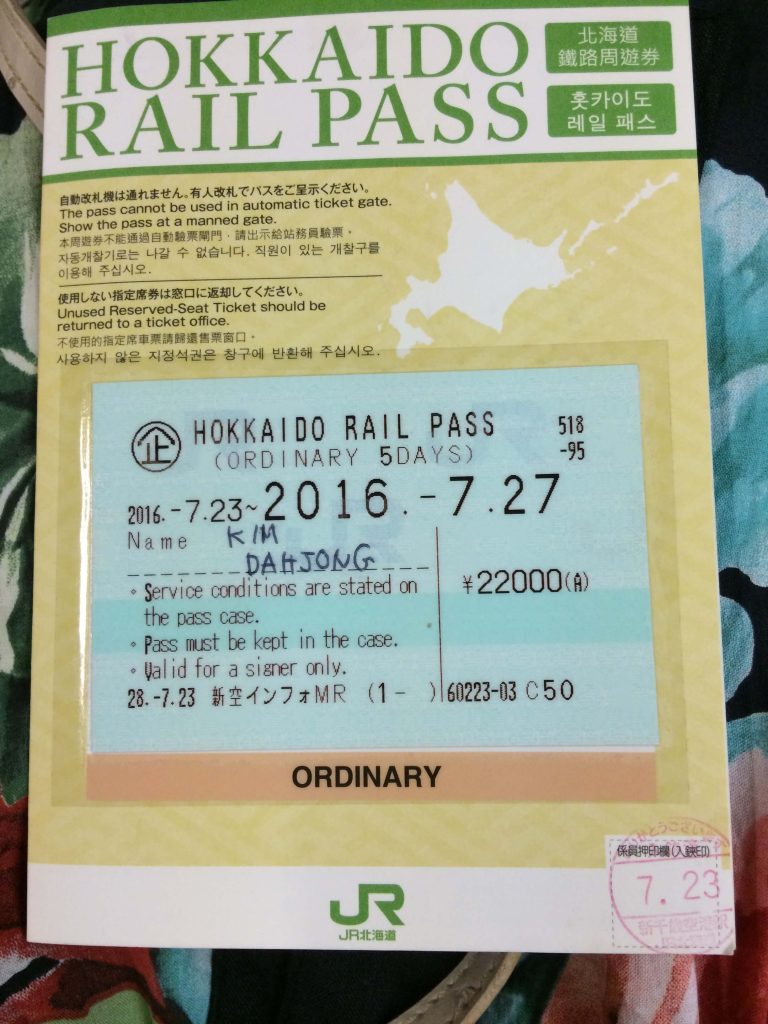 HOKKAIDO
RAIL PASS
北海道
鐵路周遊券
홋카이도
레일 패스
自動改札機は通れません。有人改札でパスをご呈示ください。
The pass cannot be used in automatic ticket gate.
Show the pass at a manned gate.
本周遊券不能通過自動驗票閘門，請出示給站務員驗票。
자동개찰기로는 나갈 수 없습니다. 직원이 있는 개찰구를
이용해 주십시오.
使用しない指定席券は窓口に返却してください。
Unused Reserved-Seat Ticket should be
returned to a ticket office.
不使用的指定席車票請歸還售票窗口。
사용하지 않은 지정석권은 창구에 반환해 주십시오.
企 HOKKAIDO RAIL PASS 518
(ORDINARY 5DAYS) -95
2016.-7.23~2016.-7.27
Name KIM
DAHJONG
・Service conditions are stated on
the pass case.
¥22000(A)
・Pass must be kept in the case.
・Valid for a signer only.
28.-7.23 新空インフォMR (1- ) 60223-03 C50
ORDINARY
係員押印欄(入鋏印)
7.23
新千歳空港駅
JR
JR北海道